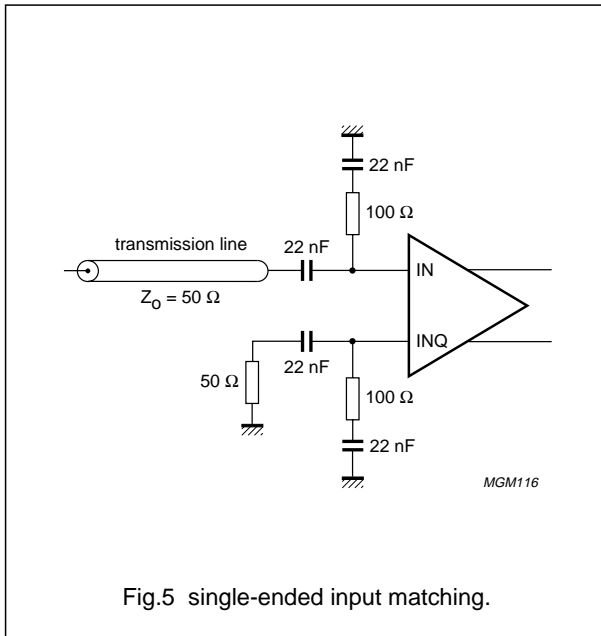 22 nF
100 Ω
transmission line
22 nF
IN
Zo = 50 Ω
INQ
22 nF
50 Ω
100 Ω
22 nF
MGM116
Fig.5 single-ended input matching.